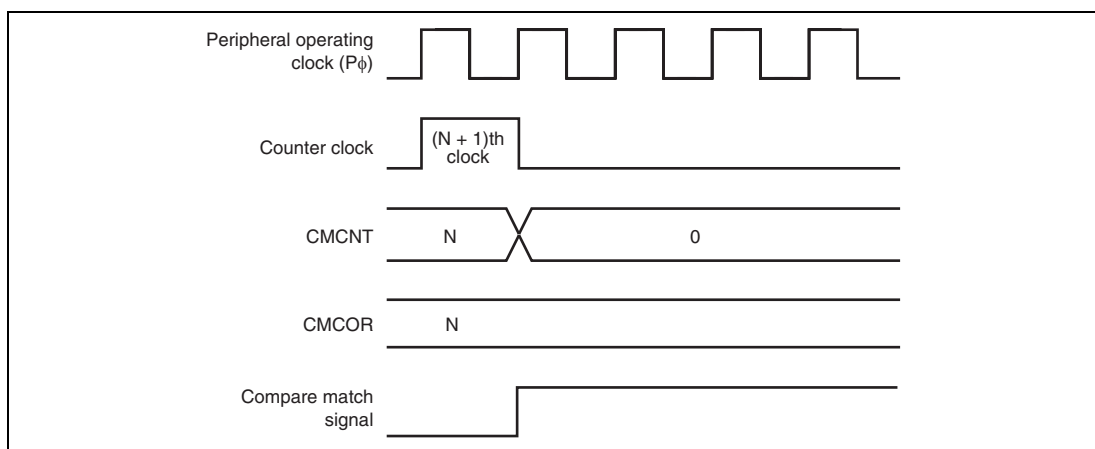 Peripheral operating
clock (Pϕ)
Counter clock
(N + 1)th
clock
CMCNT
N
0
CMCOR
N
Compare match
signal